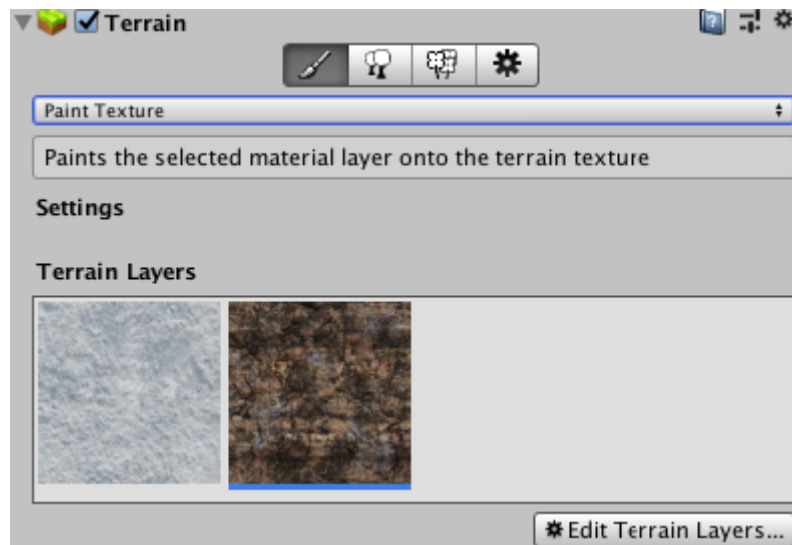 Terrain
Paint Texture
Paints the selected material layer onto the terrain texture
Settings
Terrain Layers
Edit Terrain Layers...